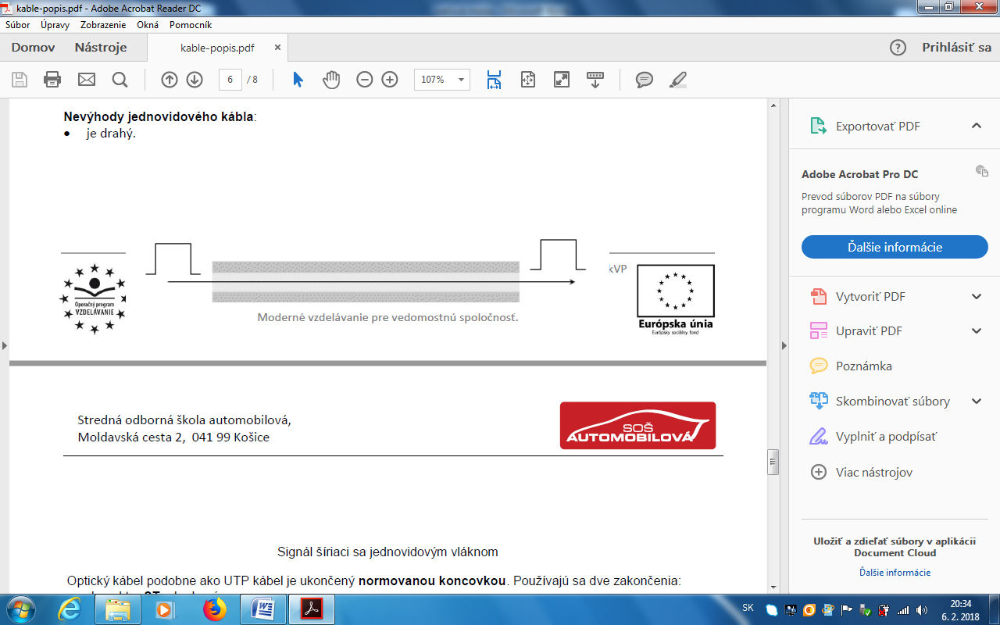 kable-popis.pdf - Adobe Acrobat Reader DC
Súbor Úpravy Zobrazenie Okná Pomocník
Domov Nástroje kable-popis.pdf × Prihlásiť sa
6 / 8 107%
Nevýhody jednovidového kábla:
• je drahý.
kVP
Operačný program
VZDELÁVANIE
Moderné vzdelávanie pre vedomostnú spoločnosť.
Európska únia
Európsky sociálny fond
Stredná odborná škola automobilová,
Moldavská cesta 2, 041 99 Košice
SOŠ
AUTOMOBILOVÁ
Signál šíriaci sa jednovidovým vláknom
Optický kábel podobne ako UTP kábel je ukončený normovanou koncovkou. Používajú sa dve zakončenia:
Exportovať PDF
Adobe Acrobat Pro DC
Prevod súborov PDF na súbory
programu Word alebo Excel online
Ďalšie informácie
Vytvoriť PDF
Upraviť PDF
Poznámka
Skombinovať súbory
Vyplniť a podpísať
Viac nástrojov
Uložiť a zdieľať súbory v aplikácii
Document Cloud
Ďalšie informácie
SK
20:34
6. 2. 2018